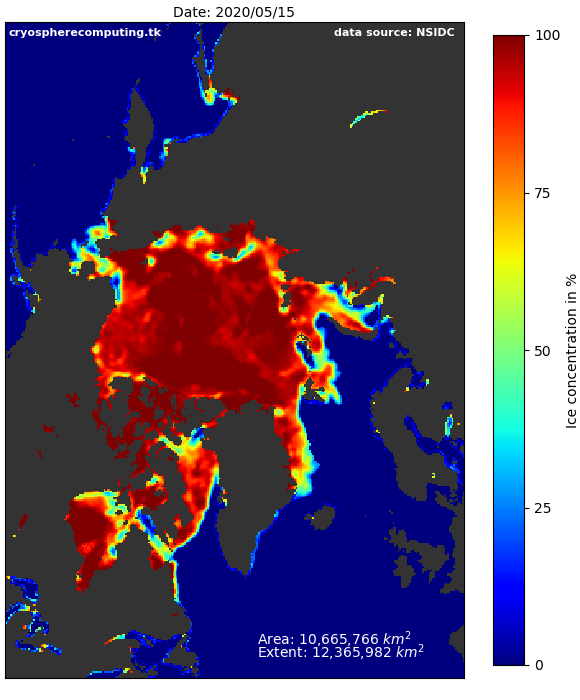 Date: 2020/05/15
cryospherecomputing.tk
data source: NSIDC
100
75
50
25
0
Ice concentration in %
Area: 10,665,766 km²
Extent: 12,365,982 km²